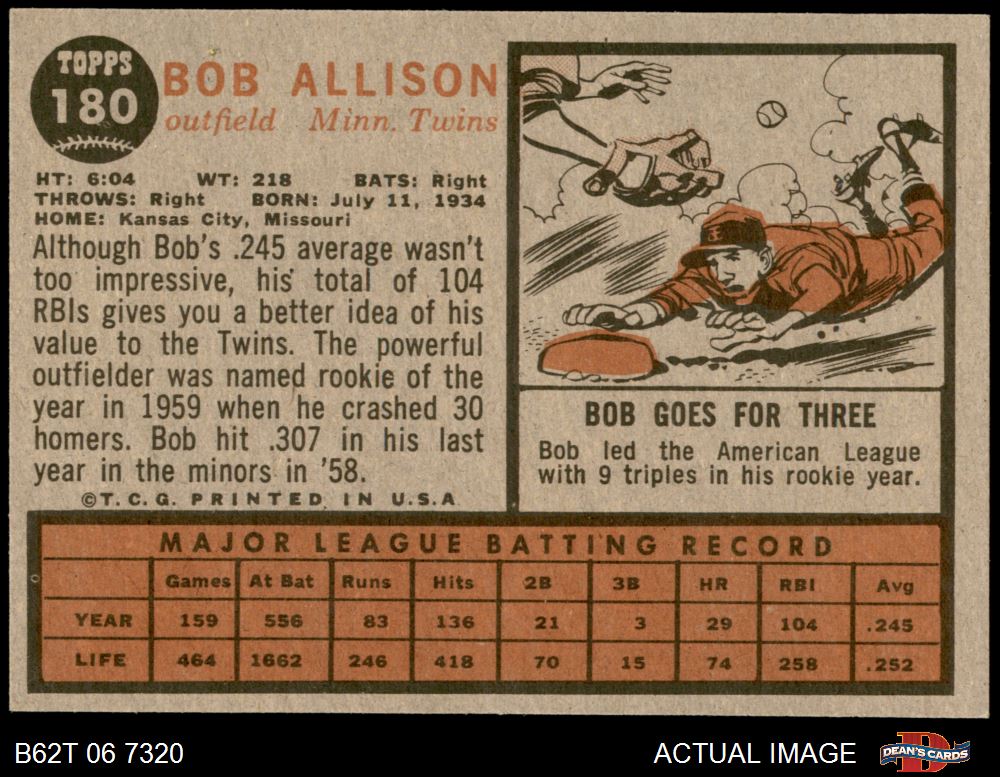 TOPPS
180
BOB ALLISON
outfield Minn. Twins
HT: 6:04 WT: 218 BATS: Right
THROWS: Right BORN: July 11, 1934
HOME: Kansas City, Missouri
Although Bob's .245 average wasn't
too impressive, his total of 104
RBIs gives you a better idea of his
value to the Twins. The powerful
outfielder was named rookie of the
year in 1959 when he crashed 30
homers. Bob hit .307 in his last
year in the minors in '58.
©T.C.G. PRINTED IN U.S.A
BOB GOES FOR THREE
Bob led the American League
with 9 triples in his rookie year.
MAJOR LEAGUE BATTING RECORD
Games At Bat Runs Hits 2B 3B HR RBI Avg
YEAR 159 556 83 136 21 3 29 104 .245
LIFE 464 1662 246 418 70 15 74 258 .252
B62T 06 7320 ACTUAL IMAGE DEAN'S CARDS